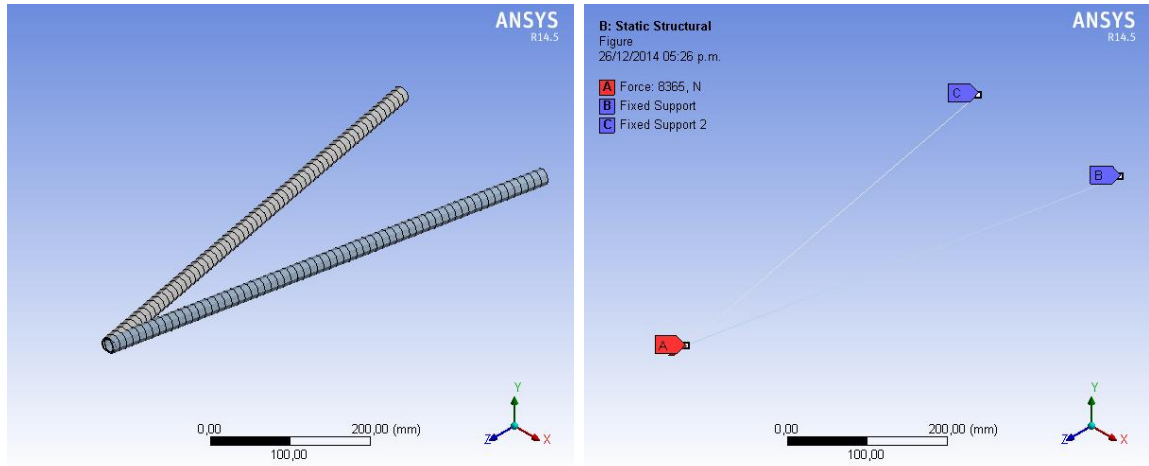 ANSYS
R14.5
Y
Z
X
0,00
200,00 (mm)
100,00
B: Static Structural
Figure
26/12/2014 05:26 p.m.
A Force: 8365, N
B Fixed Support
C Fixed Support 2
ANSYS
R14.5
C
B
A
Y
Z
X
0,00
200,00 (mm)
100,00